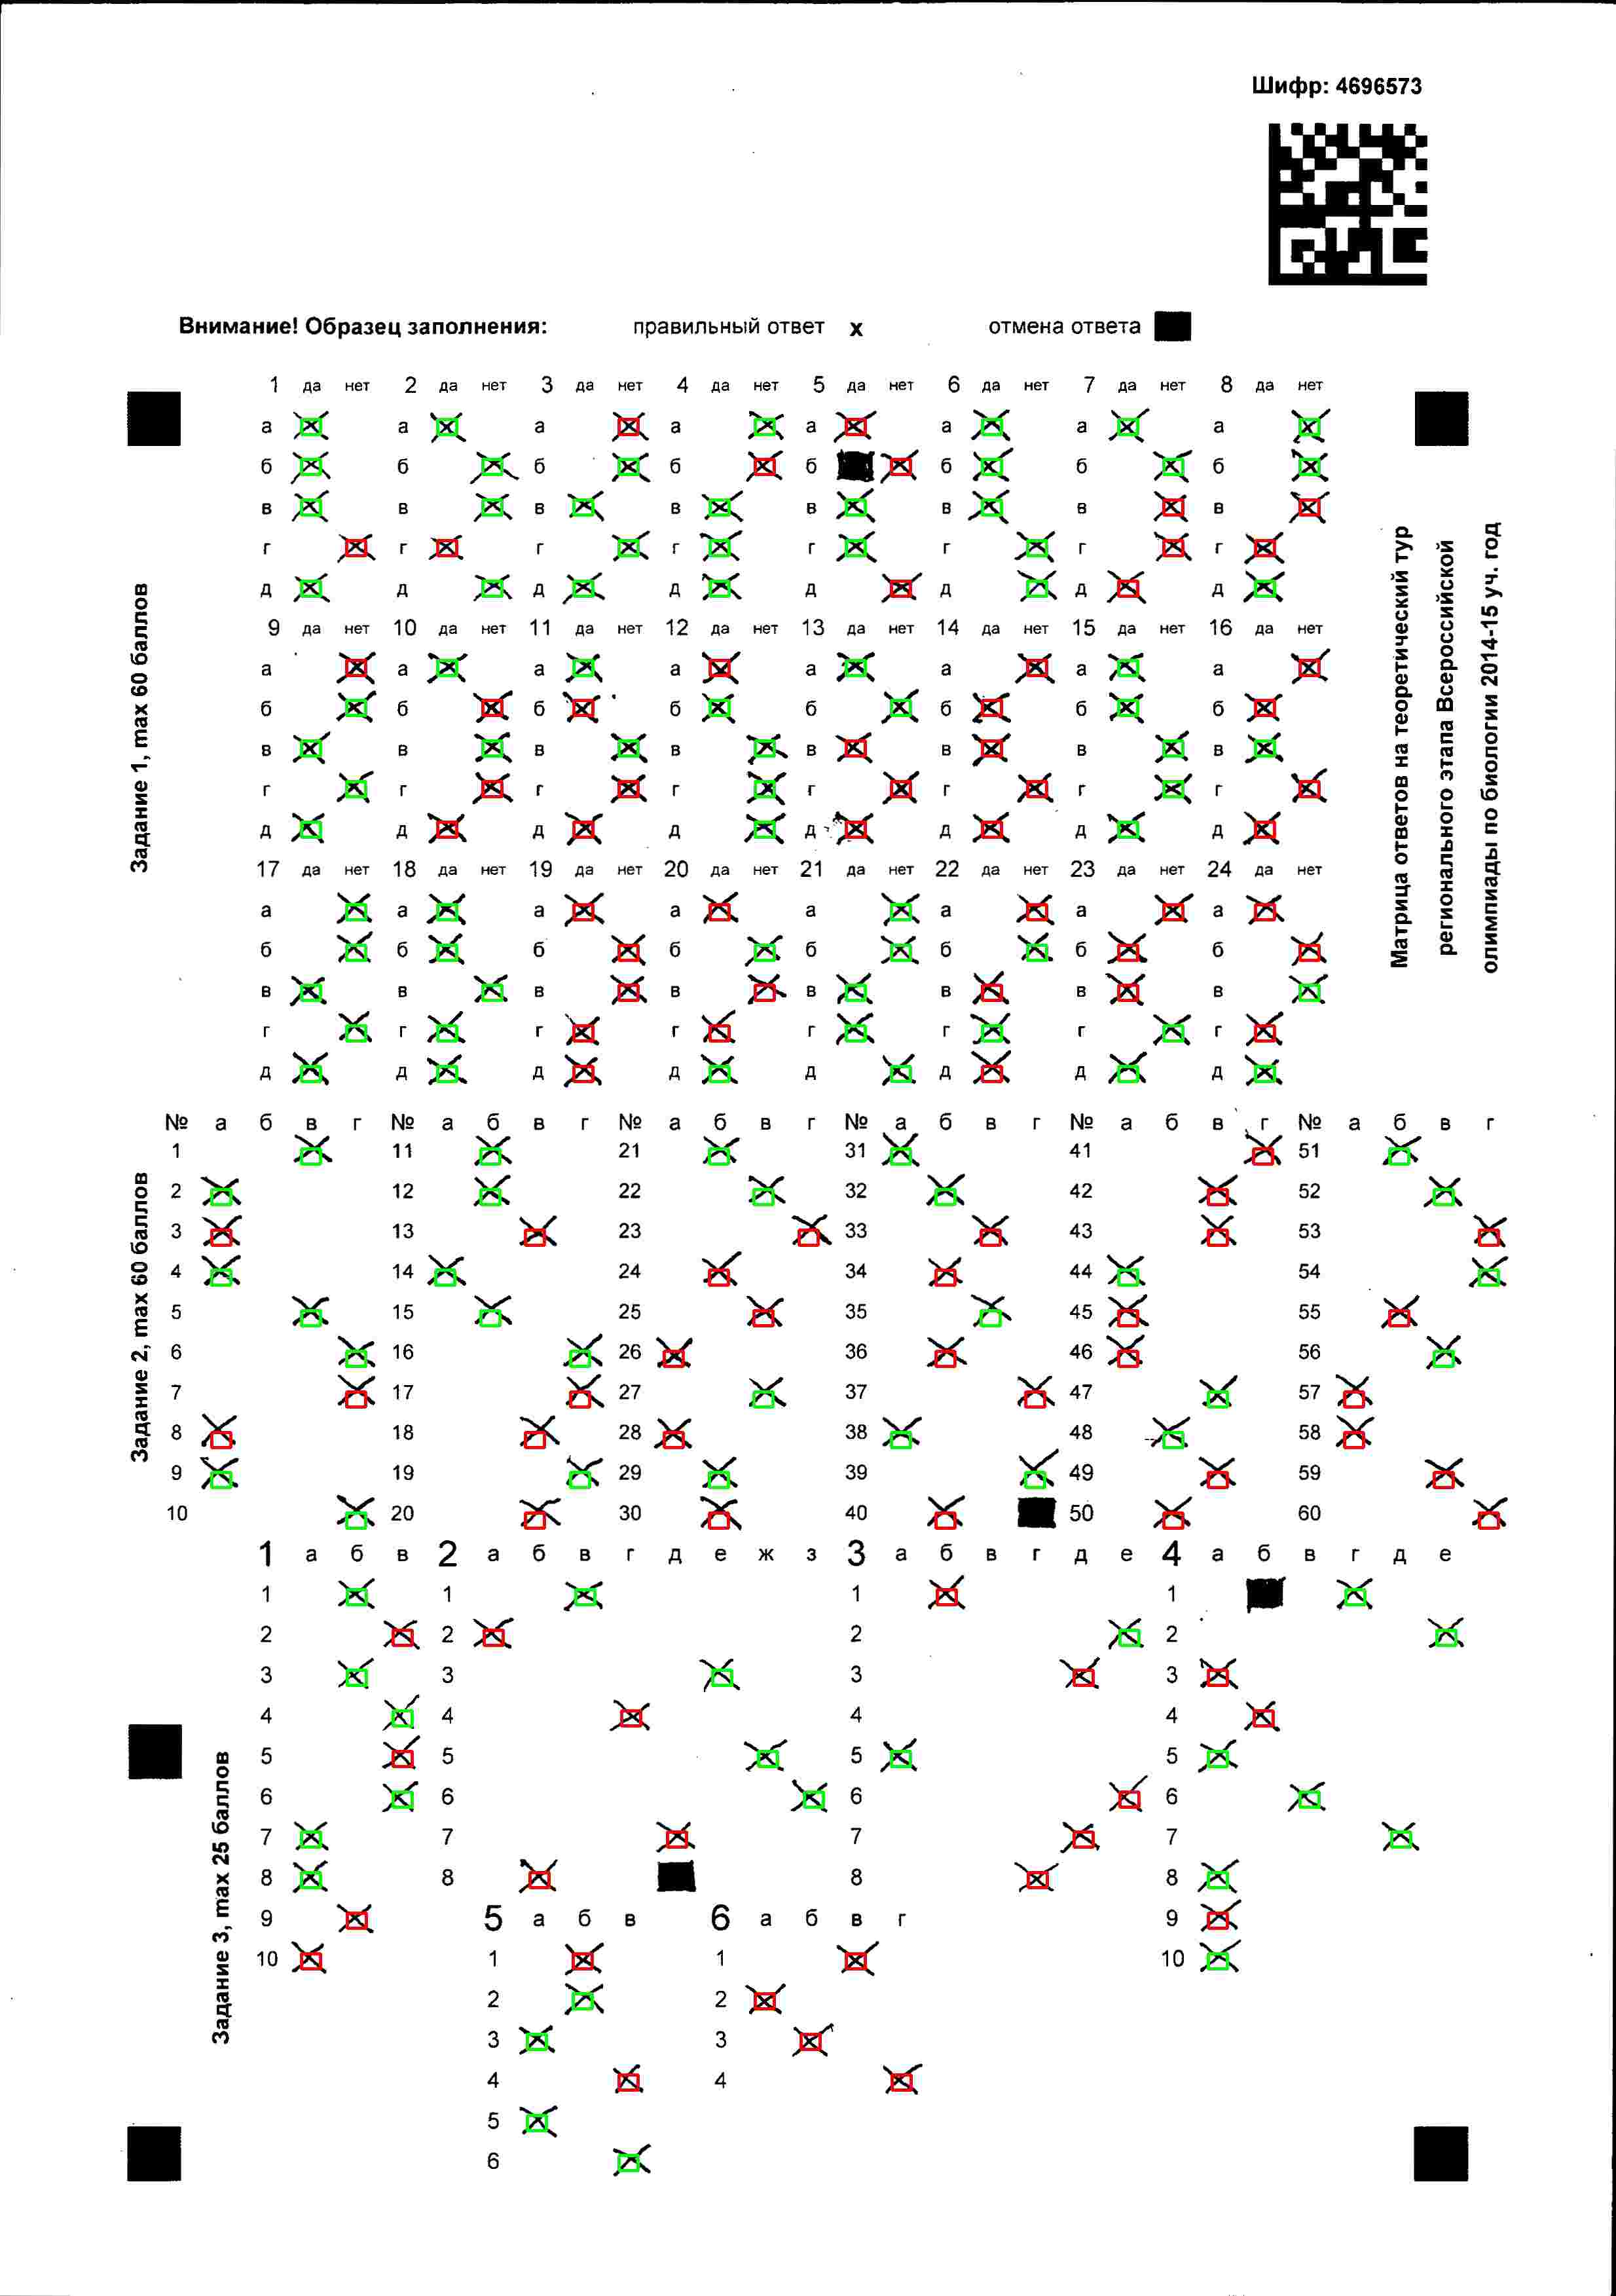 Шифр: 4696573
Внимание! Образец заполнения: правильный ответ х отмена ответа
1 да нет 2 да нет 3 да нет 4 да нет 5 да нет 6 да нет 7 да нет 8 да нет
а а а а а а а а
б б б б б б б б
в в в в в в в в
г г г г г г г г
д д д д д д д д
9 да нет 10 да нет 11 да нет 12 да нет 13 да нет 14 да нет 15 да нет 16 да нет
а а а а а а а а
б б б б б б б б
в в в в в в в в
г г г г г г г г
д д д д д д д д
17 да нет 18 да нет 19 да нет 20 да нет 21 да нет 22 да нет 23 да нет 24 да нет
а а а а а а а а
б б б б б б б б
в в в в в в в в
г г г г г г г г
д д д д д д д д
Задание 1, max 60 баллов
Матрица ответов на теоретический тур
регионального этапа Всероссийской
олимпиады по биологии 2014-15 уч. год
№ а б в г № а б в г № а б в г № а б в г № а б в г № а б в г
1 11 21 31 41 51
2 12 22 32 42 52
3 13 23 33 43 53
4 14 24 34 44 54
5 15 25 35 45 55
6 16 26 36 46 56
7 17 27 37 47 57
8 18 28 38 48 58
9 19 29 39 49 59
10 20 30 40 50 60
Задание 2, max 60 баллов
1 а б в 2 а б в г д е ж з 3 а б в г д е 4 а б в г д е
1 1 1 1
2 2 2 2
3 3 3 3
4 4 4 4
5 5 5 5
6 6 6 6
7 7 7 7
8 8 8 8
9 5 а б в 6 а б в г 9
10 1 1 10
2 2
3 3
4 4
5
6
Задание 3, max 25 баллов